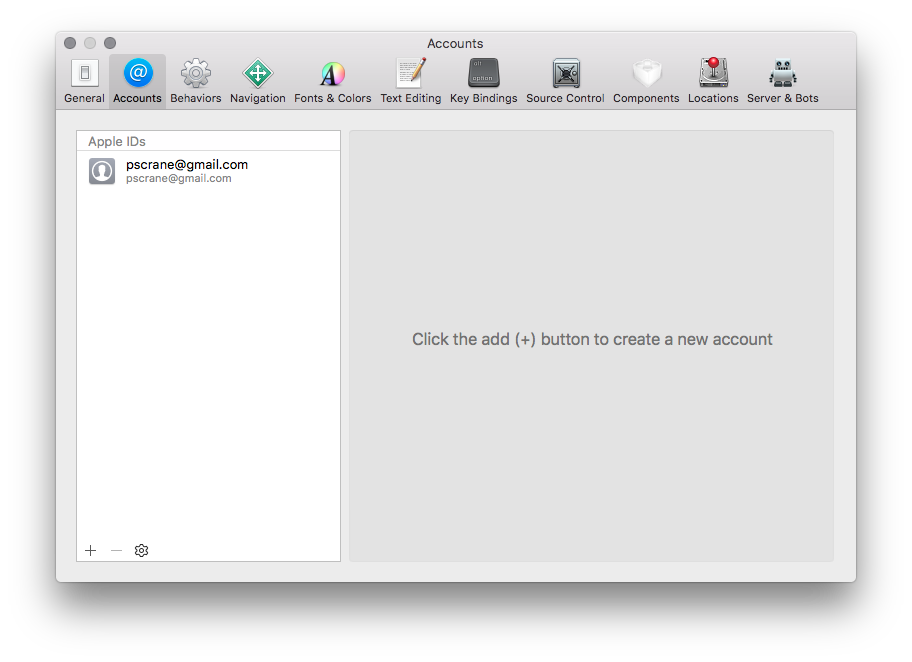 Accounts
General Accounts Behaviors Navigation Fonts & Colors Text Editing Key Bindings Source Control Components Locations Server & Bots
Apple IDs
pscrane@gmail.com
pscrane@gmail.com
Click the add (+) button to create a new account